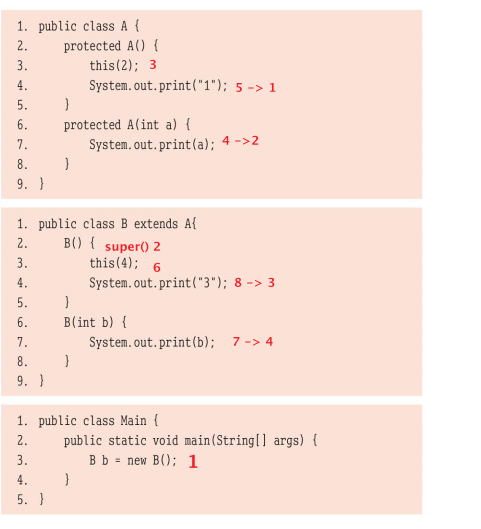 1. public class A {
2. protected A() {
3. this(2); 3
4. System.out.print("1"); 5 -> 1
5. }
6. protected A(int a) {
7. System.out.print(a); 4 ->2
8. }
9. }
1. public class B extends A{
2. B() { super() 2
3. this(4); 6
4. System.out.print("3"); 8 -> 3
5. }
6. B(int b) {
7. System.out.print(b); 7 -> 4
8. }
9. }
1. public class Main {
2. public static void main(String[] args) {
3. B b = new B(); 1
4. }
5. }